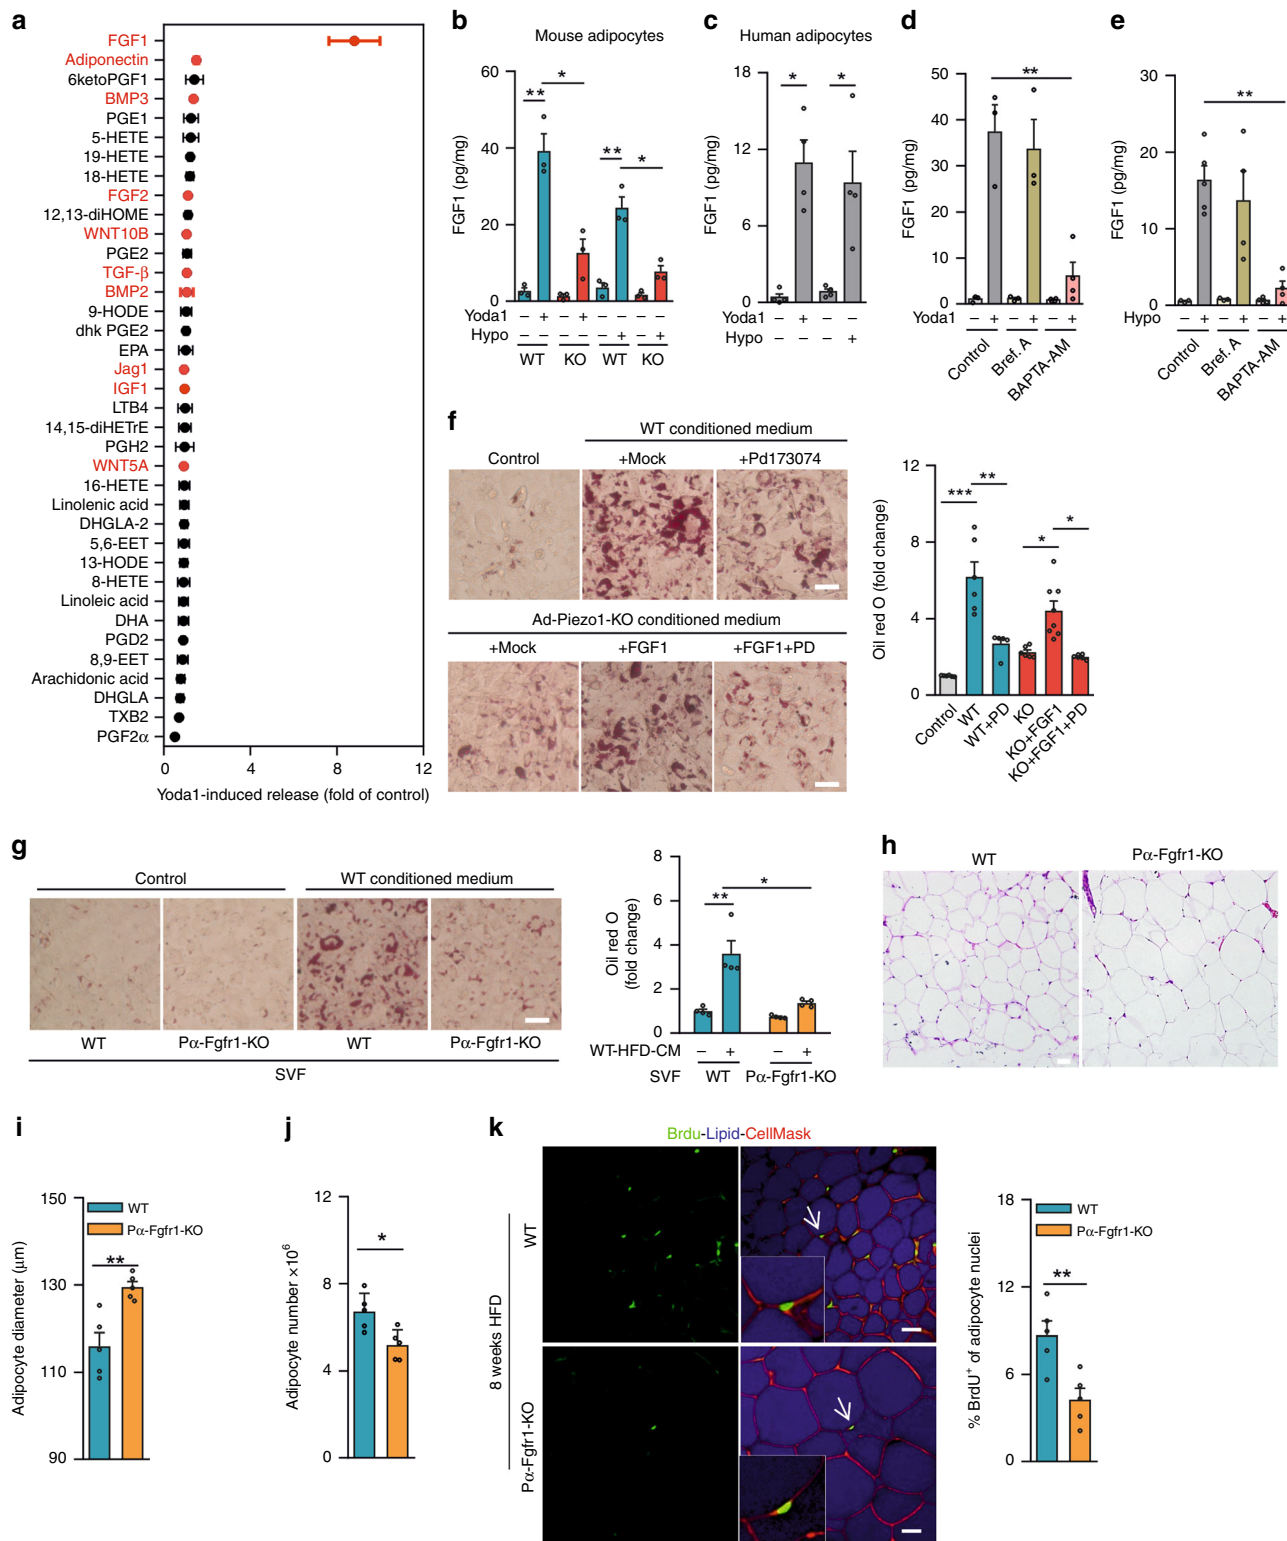 a
FGF1
Adiponectin
6ketoPGF1
BMP3
PGE1
5-HETE
19-HETE
18-HETE
FGF2
12,13-diHOME
WNT10B
PGE2
TGF-β
BMP2
9-HODE
dhk PGE2
EPA
Jag1
IGF1
LTB4
14,15-diHETrE
PGH2
WNT5A
16-HETE
Linolenic acid
DHGLA-2
5,6-EET
13-HODE
8-HETE
Linoleic acid
DHA
PGD2
8,9-EET
Arachidonic acid
DHGLA
TXB2
PGF2α
0 4 8 12
Yoda1-induced release (fold of control)
b
Mouse adipocytes
FGF1 (pg/mg)
60
40
20
0
** * ** *
Yoda1 – + – +
Hypo – + – +
WT KO WT KO
c
Human adipocytes
FGF1 (pg/mg)
18
12
6
0
* *
Yoda1 – +
Hypo – +
d
FGF1 (pg/mg)
50
40
30
20
10
0
**
– + – + – + Yoda1
Control Bref. A BAPTA-AM
e
FGF1 (pg/mg)
30
20
10
0
**
Hypo – + – + – +
Control Bref. A BAPTA-AM
f
WT conditioned medium
Control +Mock +Pd173074
Ad-Piezo1-KO conditioned medium
+Mock +FGF1 +FGF1+PD
Oil red O (fold change)
12
8
4
0
*** ** * *
Control WT WT+PD KO KO+FGF1 KO+FGF1+PD
g
Control WT conditioned medium
WT Pα-Fgfr1-KO WT Pα-Fgfr1-KO
SVF
Oil red O
(fold change)
8
6
4
2
0
** *
WT-HFD-CM – + – +
SVF WT Pα-Fgfr1-KO
h
WT Pα-Fgfr1-KO
i
Adipocyte diameter (μm)
150
130
110
90
WT
Pα-Fgfr1-KO
**
j
Adipocyte number ×10⁶
12
8
4
0
*
k
Brdu-Lipid-CellMask
8 weeks HFD
WT
Pα-Fgfr1-KO
% BrdU⁺ of adipocyte nuclei
18
12
6
0
WT
Pα-Fgfr1-KO
**